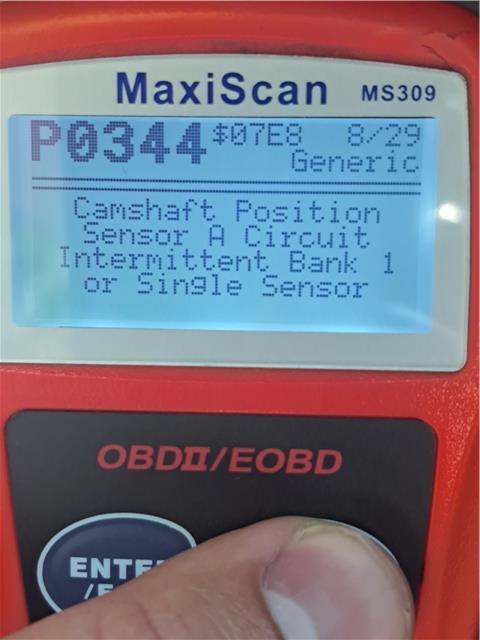 MaxiScan MS309
P0344 $07E8 8/29
Generic
Camshaft Position
Sensor A Circuit
Intermittent Bank 1
or Single Sensor
OBDII/EOBD